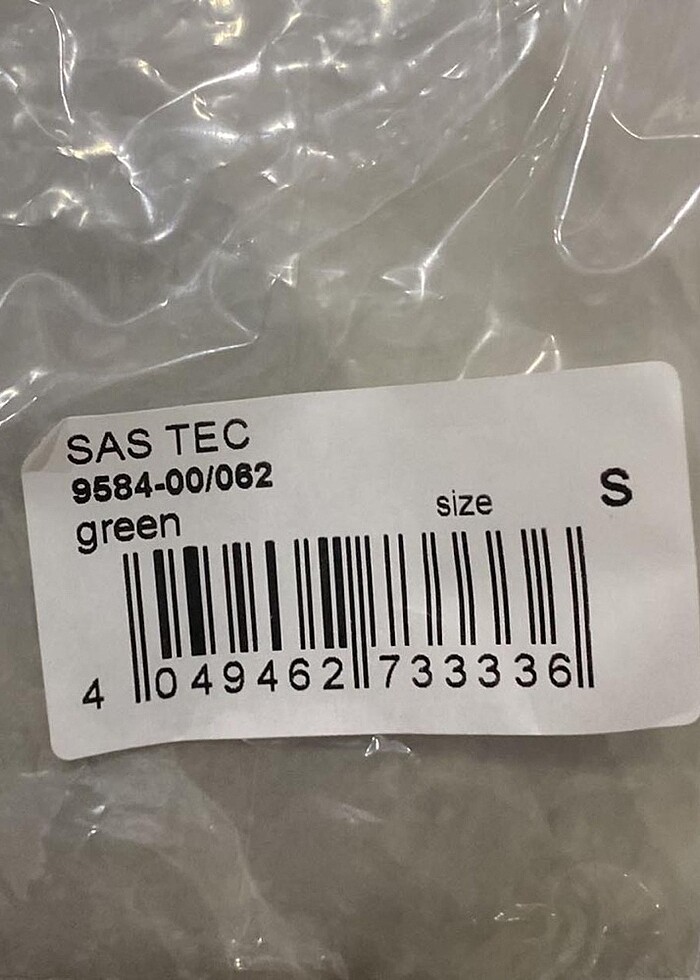 SAS TEC
9584-00/062
green
size
S
4 049462 733336